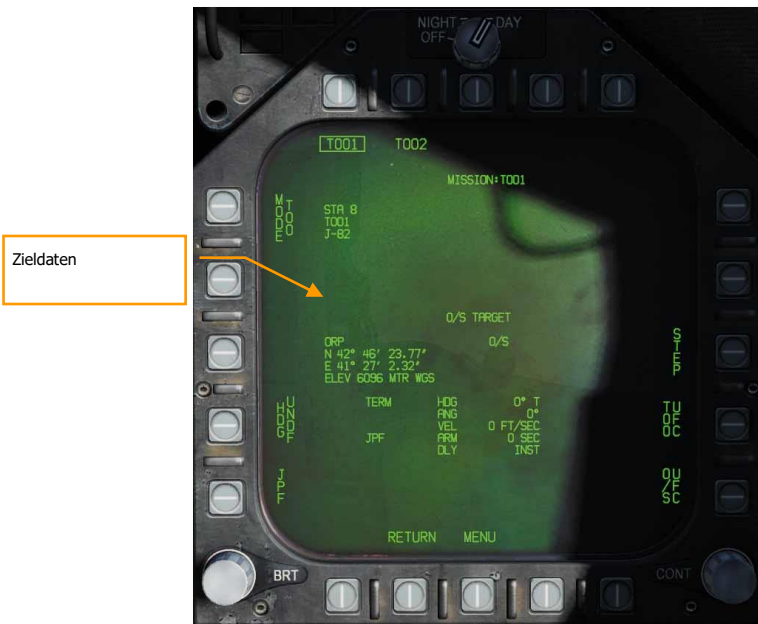 NIGHT DAY
OFF
T001 T002
MISSION:T001
MODE
TOO
STA 8
T001
J-82
Zieldaten
O/S TARGET
ORP O/S
N 42° 46' 23.77"
E 41° 27' 2.32"
ELEV 6096 MTR WGS
STEP
HDG
UNDF
TERM HDG 0° T
ANG 0°
VEL 0 FT/SEC
JPF ARM 0 SEC
DLY INST
TOO
UFC
JPF
O/S
UFC
RETURN MENU
BRT
CONT